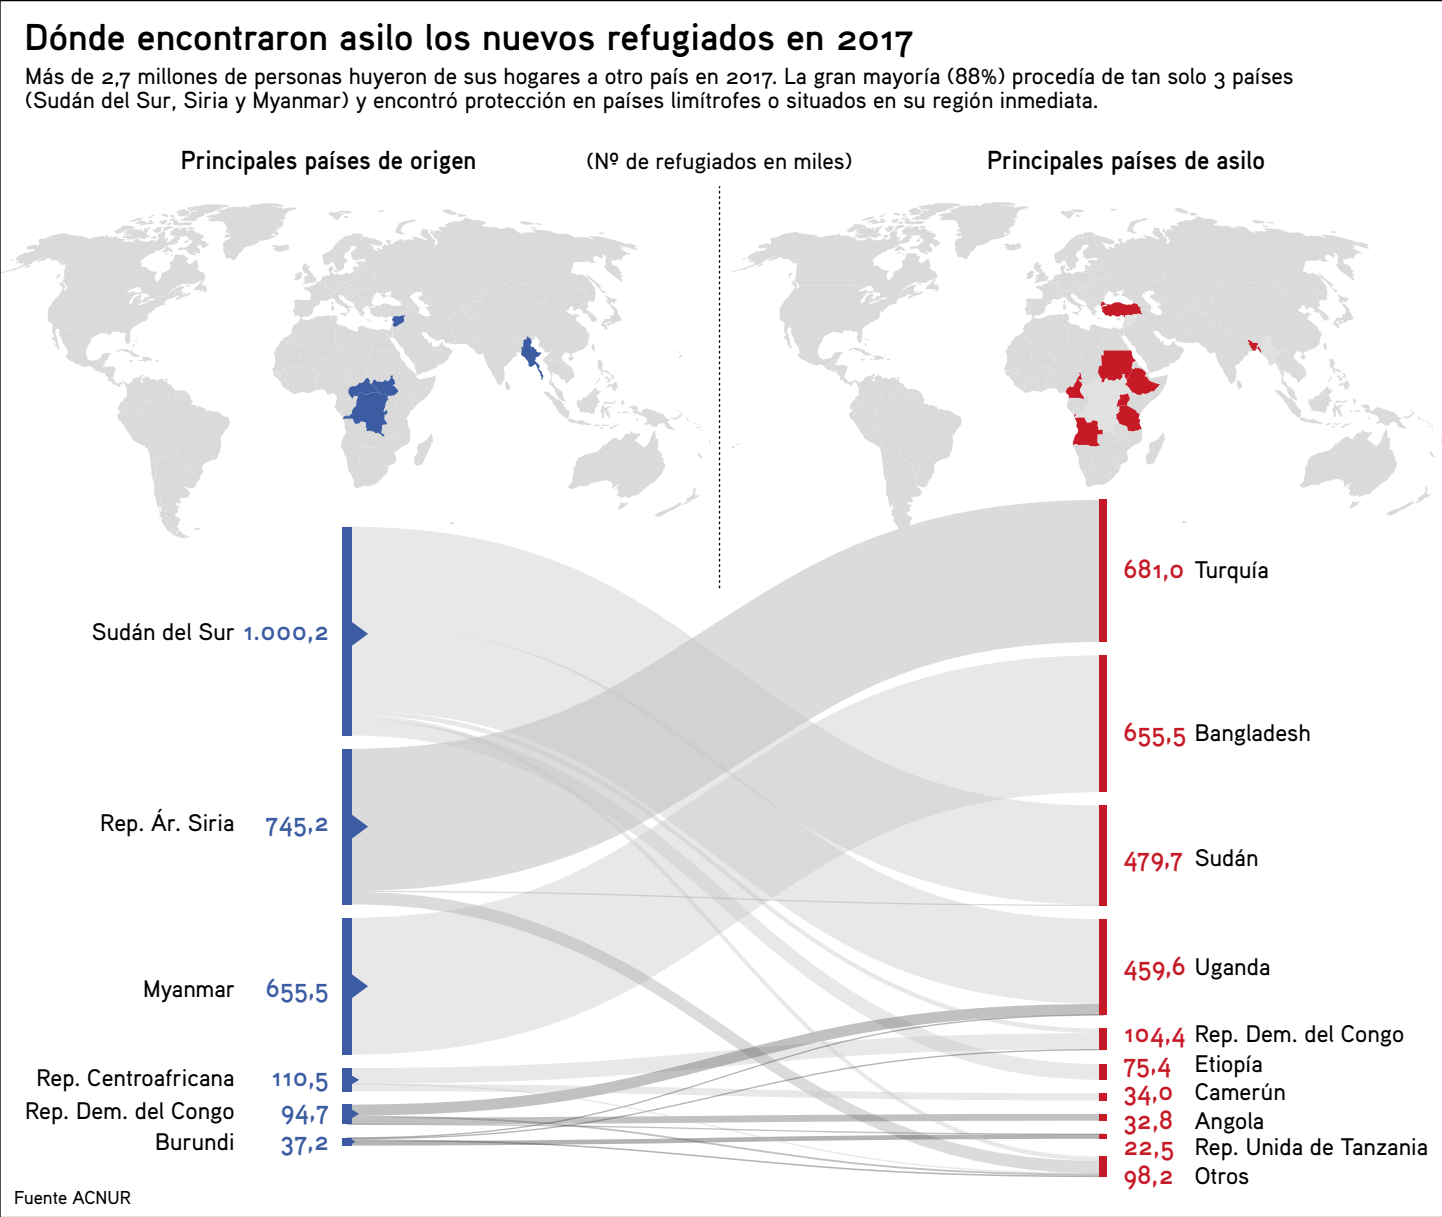 Dónde encontraron asilo los nuevos refugiados en 2017
Más de 2,7 millones de personas huyeron de sus hogares a otro país en 2017. La gran mayoría (88%) procedía de tan solo 3 países
(Sudán del Sur, Siria y Myanmar) y encontró protección en países limítrofes o situados en su región inmediata.
Principales países de origen
(Nº de refugiados en miles)
Principales países de asilo
Sudán del Sur 1.000,2
Rep. Ár. Siria 745,2
Myanmar 655,5
Rep. Centroafricana 110,5
Rep. Dem. del Congo 94,7
Burundi 37,2
681,0 Turquía
655,5 Bangladesh
479,7 Sudán
459,6 Uganda
104,4 Rep. Dem. del Congo
75,4 Etiopía
34,0 Camerún
32,8 Angola
22,5 Rep. Unida de Tanzania
98,2 Otros
Fuente ACNUR